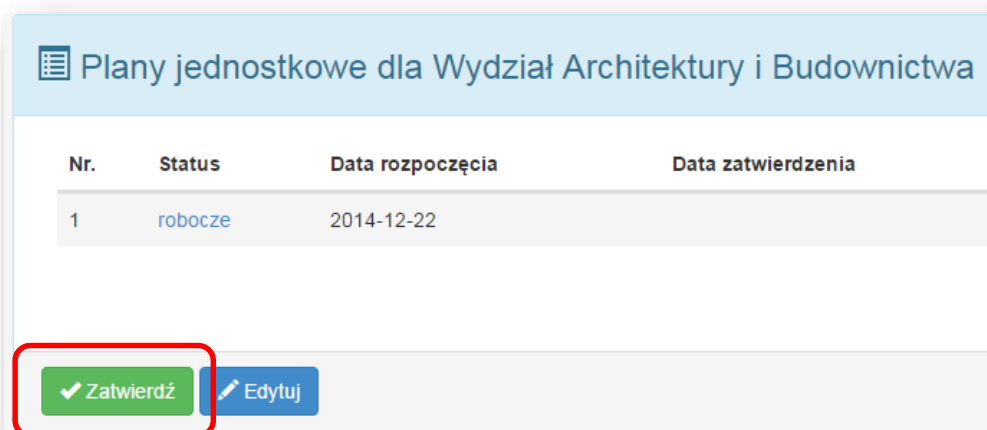 Plany jednostkowe dla Wydział Architektury i Budownictwa
Nr. Status Data rozpoczęcia Data zatwierdzenia
1 robocze 2014-12-22
Zatwierdź Edytuj